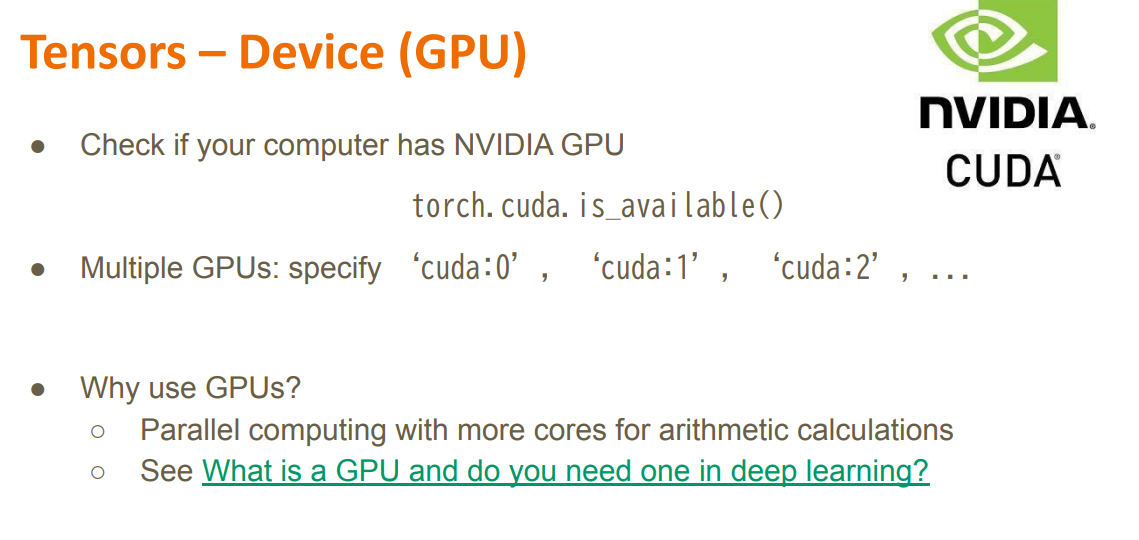 Tensors – Device (GPU)
NVIDIA.
CUDA®
● Check if your computer has NVIDIA GPU
torch.cuda.is_available()
● Multiple GPUs: specify ‘cuda:0’, ‘cuda:1’, ‘cuda:2’, ...
● Why use GPUs?
○ Parallel computing with more cores for arithmetic calculations
○ See What is a GPU and do you need one in deep learning?